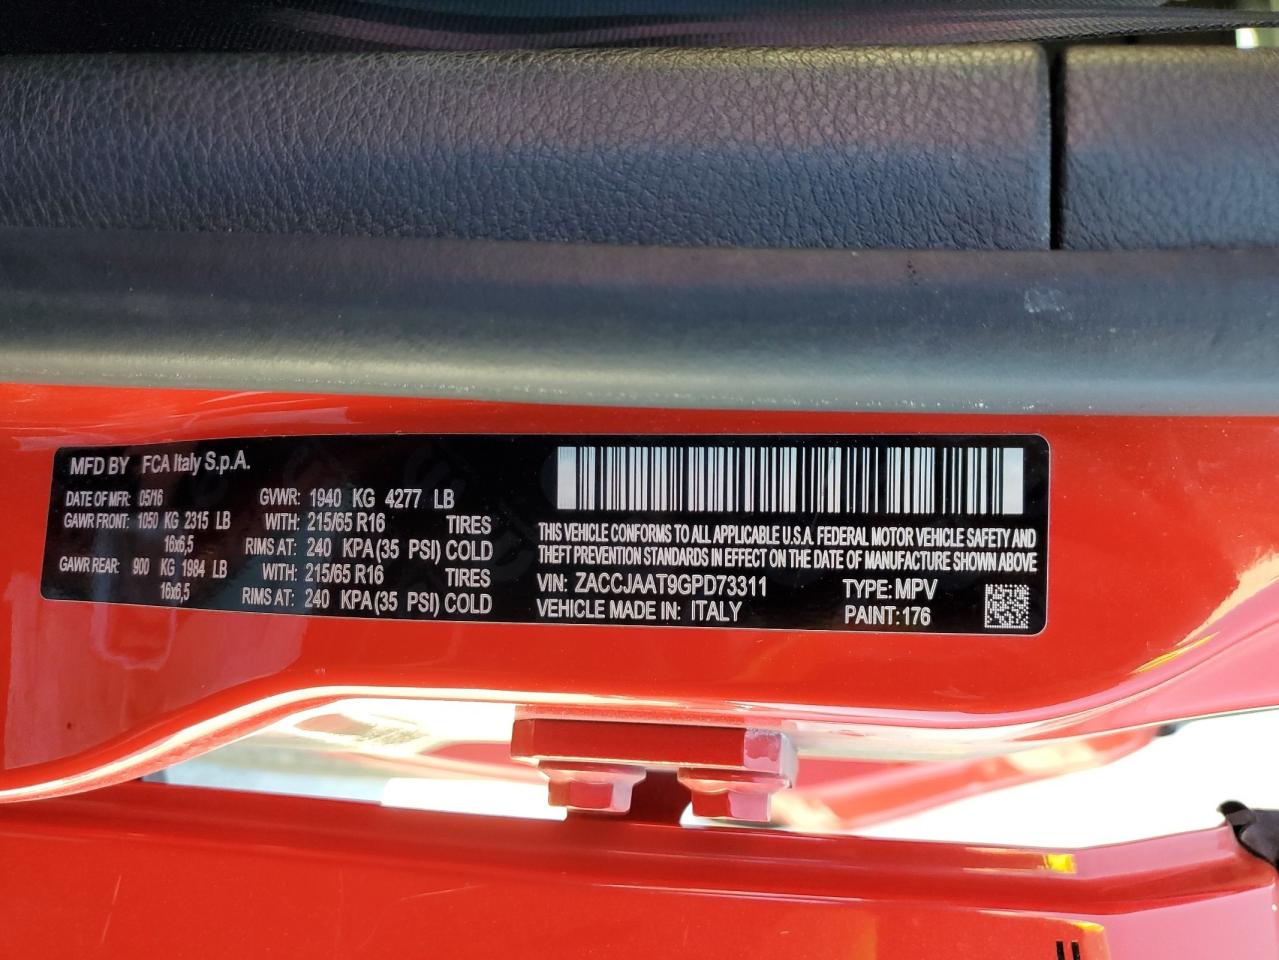 MFD BY FCA Italy S.p.A.
DATE OF MFR: 05/16 GVWR: 1940 KG 4277 LB
GAWR FRONT: 1050 KG 2315 LB WITH: 215/65 R16 TIRES
16x6,5 RIMS AT: 240 KPA (35 PSI) COLD
GAWR REAR: 900 KG 1984 LB WITH: 215/65 R16 TIRES
16x6,5 RIMS AT: 240 KPA (35 PSI) COLD
THIS VEHICLE CONFORMS TO ALL APPLICABLE U.S.A. FEDERAL MOTOR VEHICLE SAFETY AND
THEFT PREVENTION STANDARDS IN EFFECT ON THE DATE OF MANUFACTURE SHOWN ABOVE
VIN: ZACCJAAT9GPD73311 TYPE: MPV
VEHICLE MADE IN: ITALY PAINT: 176